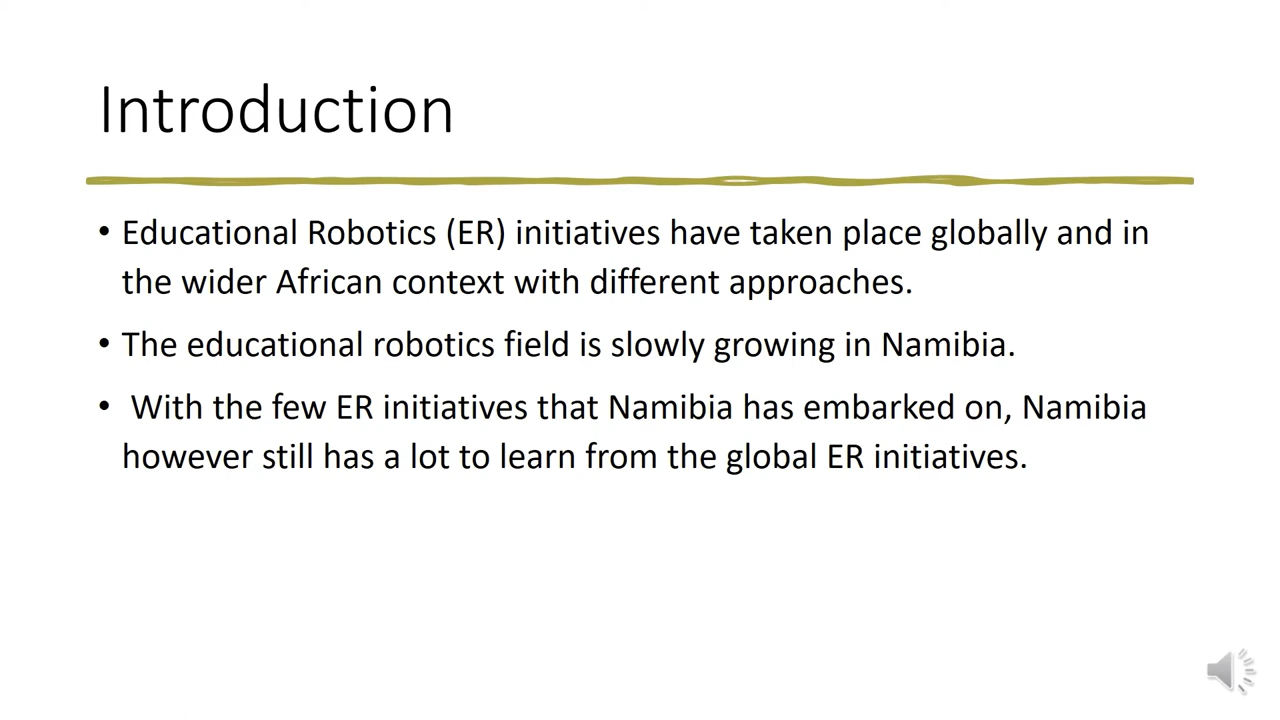 Introduction
• Educational Robotics (ER) initiatives have taken place globally and in
the wider African context with different approaches.
• The educational robotics field is slowly growing in Namibia.
• With the few ER initiatives that Namibia has embarked on, Namibia
however still has a lot to learn from the global ER initiatives.